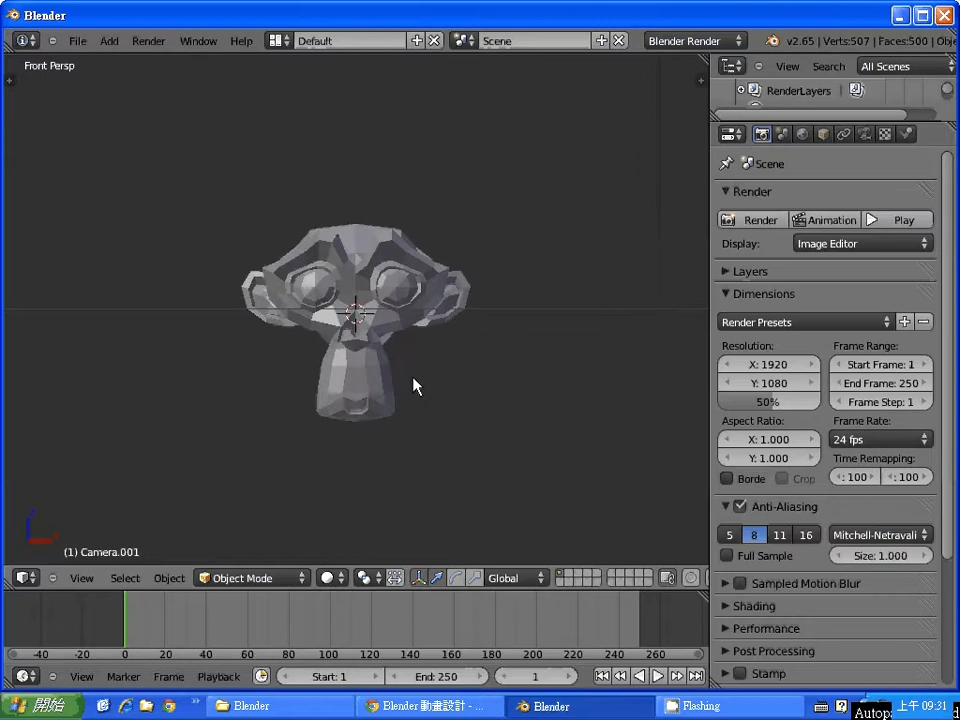 Blender
File Add Render Window Help Default Scene Blender Render v2.65 | Verts:507 | Faces:500 | Obje
Front Persp
View Search All Scenes
RenderLayers
Scene
Render
Render Animation Play
Display: Image Editor
Layers
Dimensions
Render Presets
Resolution: Frame Range:
X: 1920 Start Frame: 1
Y: 1080 End Frame: 250
50% Frame Step: 1
Aspect Ratio: Frame Rate:
X: 1.000 24 fps
Y: 1.000 Time Remapping:
Borde Crop : 100 : 100
Anti-Aliasing
5 8 11 16 Mitchell-Netravali
Full Sample Size: 1.000
(1) Camera.001
View Select Object Object Mode Global
Sampled Motion Blur
Shading
Performance
Post Processing
Stamp
-40 -20 0 20 40 60 80 100 120 140 160 180 200 220 240 260
View Marker Frame Playback Start: 1 End: 250 1
開始 Blender Blender 動畫設計 - ... Blender Flashing 上午 09:31